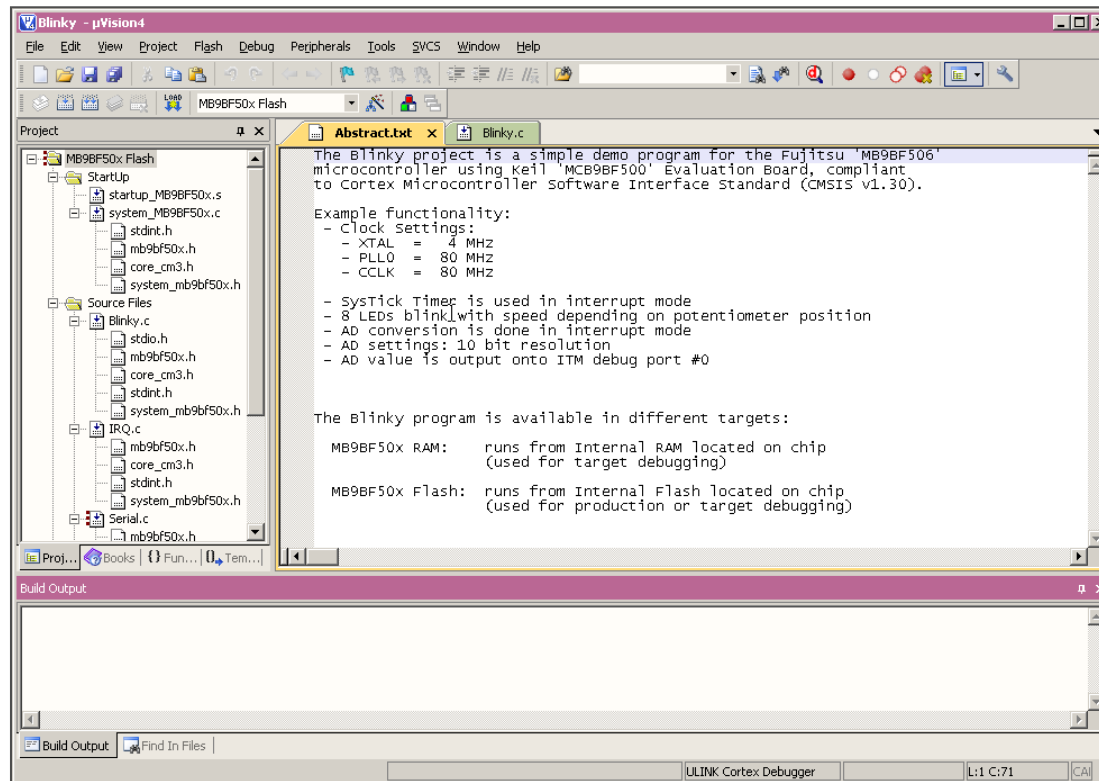 Blinky - µVision4
File Edit View Project Flash Debug Peripherals Tools SVCS Window Help
LOAD
MB9BF50x Flash
Project
Abstract.txt x Blinky.c
MB9BF50x Flash
StartUp
startup_MB9BF50x.s
system_MB9BF50x.c
stdint.h
mb9bf50x.h
core_cm3.h
system_mb9bf50x.h
Source Files
Blinky.c
stdio.h
mb9bf50x.h
core_cm3.h
stdint.h
system_mb9bf50x.h
IRQ.c
mb9bf50x.h
core_cm3.h
stdint.h
system_mb9bf50x.h
Serial.c
mb9bf50x.h
Proj... Books {} Fun... 0 Tem...
The Blinky project is a simple demo program for the Fujitsu 'MB9BF506'
microcontroller using Keil 'MCB9BF500' Evaluation Board, compliant
to Cortex Microcontroller Software Interface Standard (CMSIS v1.30).
Example functionality:
- Clock Settings:
- XTAL = 4 MHz
- PLL0 = 80 MHz
- CCLK = 80 MHz
- SysTick Timer is used in interrupt mode
- 8 LEDs blink with speed depending on potentiometer position
- AD conversion is done in interrupt mode
- AD settings: 10 bit resolution
- AD value is output onto ITM debug port #0
The Blinky program is available in different targets:
MB9BF50x RAM: runs from Internal RAM located on chip
(used for target debugging)
MB9BF50x Flash: runs from Internal Flash located on chip
(used for production or target debugging)
Build Output
Build Output Find In Files
ULINK Cortex Debugger L:1 C:71 CAI